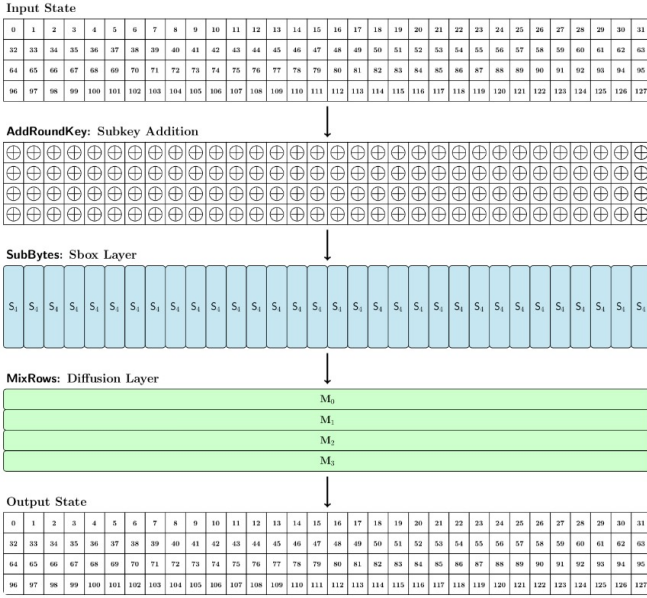 Input State
0 1 2 3 4 5 6 7 8 9 10 11 12 13 14 15 16 17 18 19 20 21 22 23 24 25 26 27 28 29 30 31
32 33 34 35 36 37 38 39 40 41 42 43 44 45 46 47 48 49 50 51 52 53 54 55 56 57 58 59 60 61 62 63
64 65 66 67 68 69 70 71 72 73 74 75 76 77 78 79 80 81 82 83 84 85 86 87 88 89 90 91 92 93 94 95
96 97 98 99 100 101 102 103 104 105 106 107 108 109 110 111 112 113 114 115 116 117 118 119 120 121 122 123 124 125 126 127
AddRoundKey: Subkey Addition
⊕ ⊕ ⊕ ⊕ ⊕ ⊕ ⊕ ⊕ ⊕ ⊕ ⊕ ⊕ ⊕ ⊕ ⊕ ⊕ ⊕ ⊕ ⊕ ⊕ ⊕ ⊕ ⊕ ⊕ ⊕ ⊕ ⊕ ⊕ ⊕ ⊕ ⊕ ⊕
⊕ ⊕ ⊕ ⊕ ⊕ ⊕ ⊕ ⊕ ⊕ ⊕ ⊕ ⊕ ⊕ ⊕ ⊕ ⊕ ⊕ ⊕ ⊕ ⊕ ⊕ ⊕ ⊕ ⊕ ⊕ ⊕ ⊕ ⊕ ⊕ ⊕ ⊕ ⊕
⊕ ⊕ ⊕ ⊕ ⊕ ⊕ ⊕ ⊕ ⊕ ⊕ ⊕ ⊕ ⊕ ⊕ ⊕ ⊕ ⊕ ⊕ ⊕ ⊕ ⊕ ⊕ ⊕ ⊕ ⊕ ⊕ ⊕ ⊕ ⊕ ⊕ ⊕ ⊕
⊕ ⊕ ⊕ ⊕ ⊕ ⊕ ⊕ ⊕ ⊕ ⊕ ⊕ ⊕ ⊕ ⊕ ⊕ ⊕ ⊕ ⊕ ⊕ ⊕ ⊕ ⊕ ⊕ ⊕ ⊕ ⊕ ⊕ ⊕ ⊕ ⊕ ⊕ ⊕
SubBytes: Sbox Layer
S₄ S₄ S₄ S₄ S₄ S₄ S₄ S₄ S₄ S₄ S₄ S₄ S₄ S₄ S₄ S₄ S₄ S₄ S₄ S₄ S₄ S₄ S₄ S₄ S₄ S₄ S₄ S₄ S₄ S₄ S₄ S₄
MixRows: Diffusion Layer
M₀
M₁
M₂
M₃
Output State
0 1 2 3 4 5 6 7 8 9 10 11 12 13 14 15 16 17 18 19 20 21 22 23 24 25 26 27 28 29 30 31
32 33 34 35 36 37 38 39 40 41 42 43 44 45 46 47 48 49 50 51 52 53 54 55 56 57 58 59 60 61 62 63
64 65 66 67 68 69 70 71 72 73 74 75 76 77 78 79 80 81 82 83 84 85 86 87 88 89 90 91 92 93 94 95
96 97 98 99 100 101 102 103 104 105 106 107 108 109 110 111 112 113 114 115 116 117 118 119 120 121 122 123 124 125 126 127